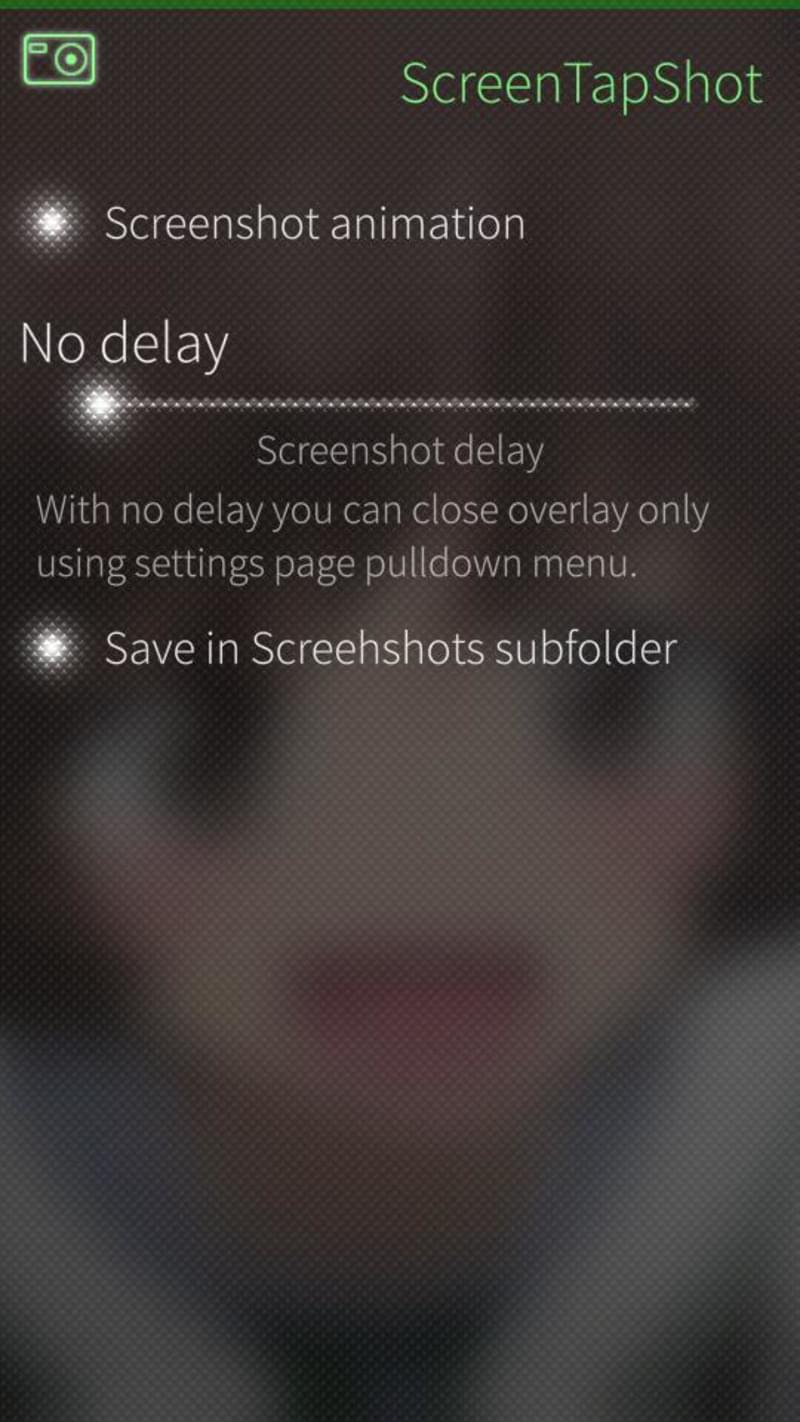 ScreenTapShot
Screenshot animation
No delay
Screenshot delay
With no delay you can close overlay only
using settings page pulldown menu.
Save in Screehshots subfolder